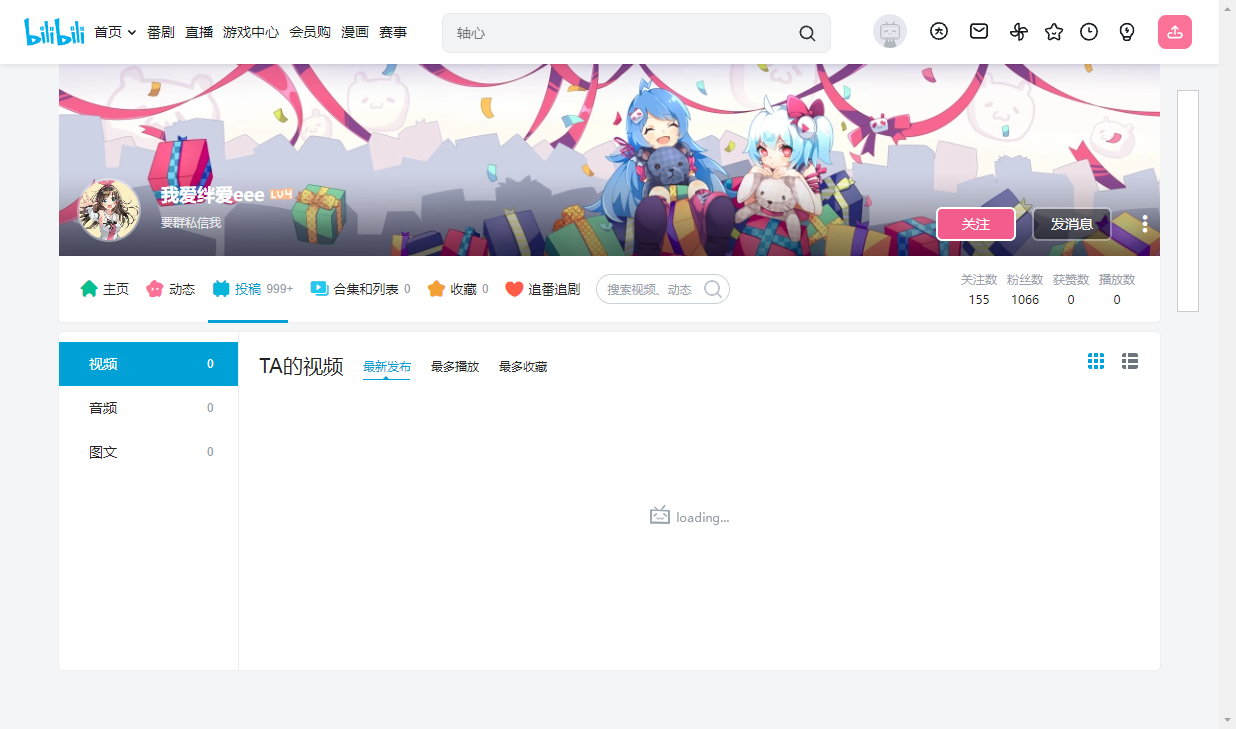 bilibili 首页 番剧 直播 游戏中心 会员购 漫画 赛事 轴心
我爱绊爱eee LV4
要群私信我
关注 发消息
主页 动态 投稿 999+ 合集和列表 0 收藏 0 追番追剧 搜索视频、动态
关注数 粉丝数 获赞数 播放数
155 1066 0 0
视频 0
音频 0
图文 0
TA的视频 最新发布 最多播放 最多收藏
loading...